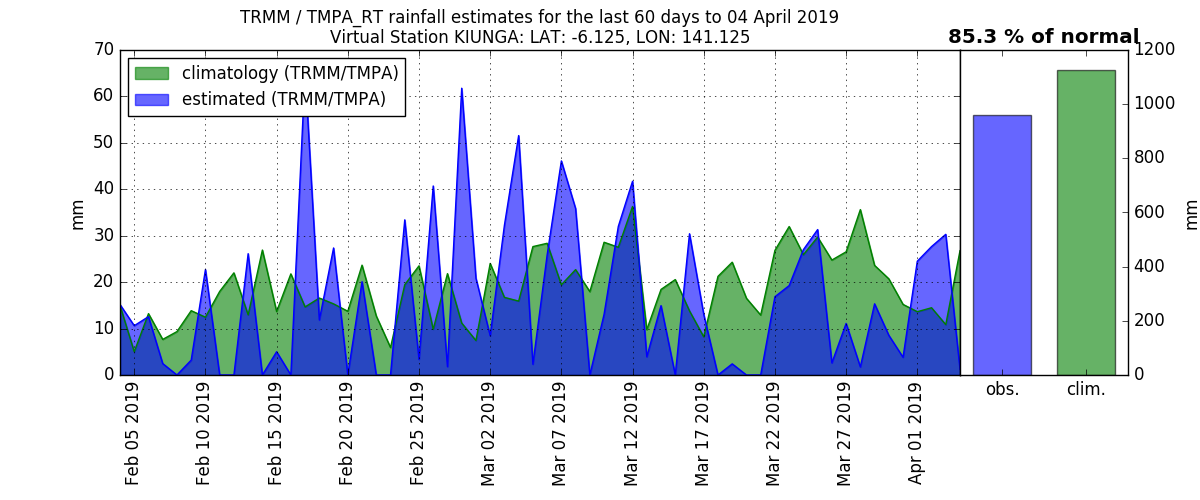 TRMM / TMPA_RT rainfall estimates for the last 60 days to 04 April 2019
Virtual Station KIUNGA: LAT: -6.125, LON: 141.125
85.3 % of normal
climatology (TRMM/TMPA)
estimated (TRMM/TMPA)
mm
70
60
50
40
30
20
10
0
Feb 05 2019
Feb 10 2019
Feb 15 2019
Feb 20 2019
Feb 25 2019
Mar 02 2019
Mar 07 2019
Mar 12 2019
Mar 17 2019
Mar 22 2019
Mar 27 2019
Apr 01 2019
obs.
clim.
1200
1000
800
600
400
200
0
mm